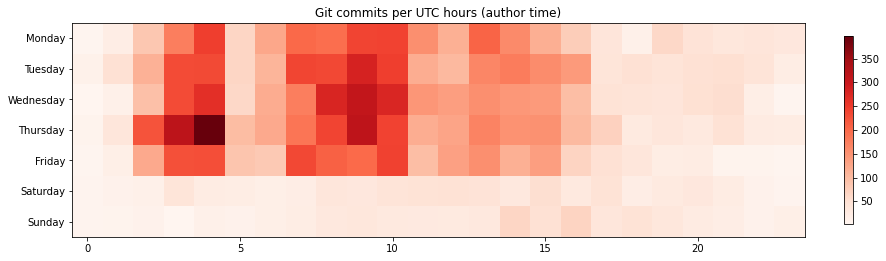 Git commits per UTC hours (author time)
Monday
Tuesday
Wednesday
Thursday
Friday
Saturday
Sunday
0 5 10 15 20
350
300
250
200
150
100
50